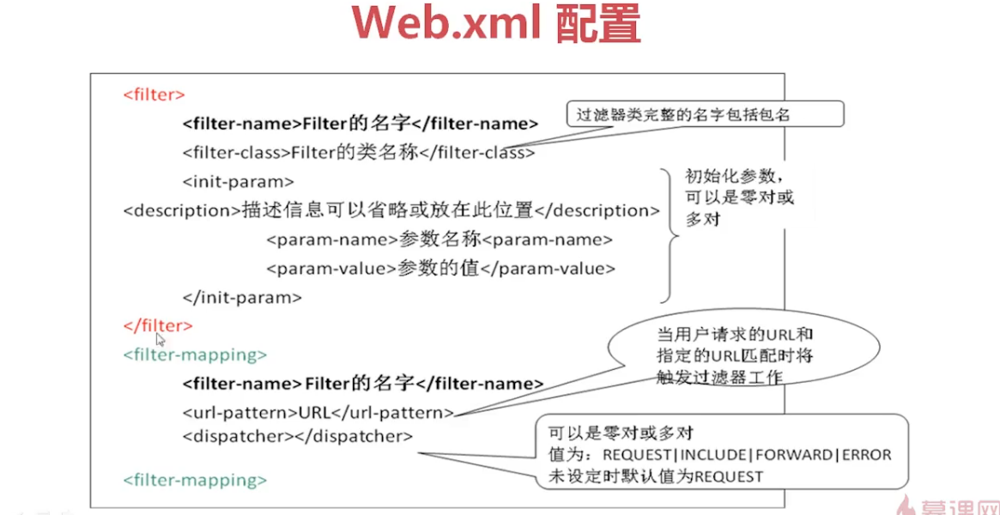 Web.xml 配置
<filter>
<filter-name>Filter的名字</filter-name>
过滤器类完整的名字包括包名
<filter-class>Filter的类名称</filter-class>
<init-param>
初始化参数，
可以是零对或
多对
<description>描述信息可以省略或放在此位置</description>
<param-name>参数名称<param-name>
<param-value>参数的值</param-value>
</init-param>
</filter>
当用户请求的URL和
指定的URL匹配时将
触发过滤器工作
<filter-mapping>
<filter-name>Filter的名字</filter-name>
<url-pattern>URL</url-pattern>
<dispatcher></dispatcher>
可以是零对或多对
值为：REQUEST|INCLUDE|FORWARD|ERROR
未设定时默认值为REQUEST
<filter-mapping>
慕课网